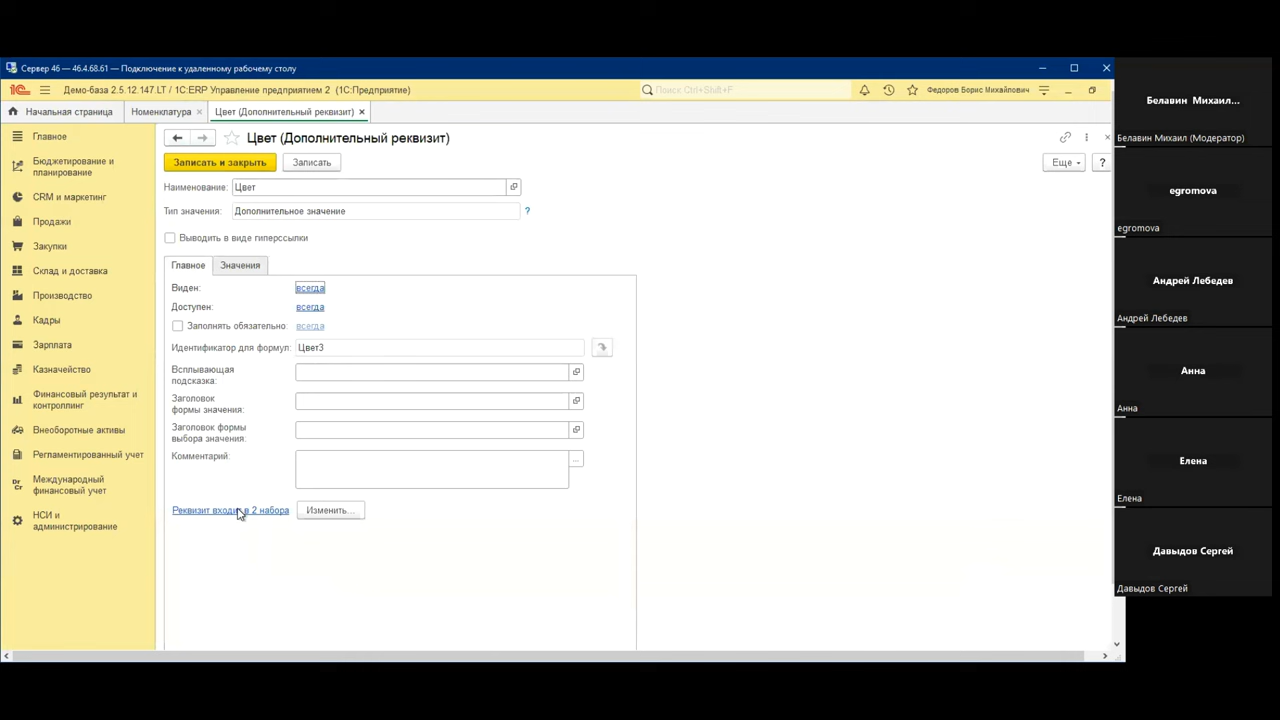 Сервер 46 — 46.4.68.61 — Подключение к удаленному рабочему столу
1С Демо-база 2.5.12.147.LT / 1С:ERP Управление предприятием 2 (1С:Предприятие)
Поиск Ctrl+Shift+F
Федоров Борис Михайлович
Начальная страница
Номенклатура ×
Цвет (Дополнительный реквизит) ×
Главное
Бюджетирование и
планирование
CRM и маркетинг
Продажи
Закупки
Склад и доставка
Производство
Кадры
Зарплата
Казначейство
Финансовый результат и
контроллинг
Внеоборотные активы
Регламентированный учет
Международный
финансовый учет
НСИ и
администрирование
Цвет (Дополнительный реквизит)
Записать и закрыть
Записать
Еще
?
Наименование: Цвет
Тип значения: Дополнительное значение ?
Выводить в виде гиперссылки
Главное
Значения
Виден: всегда
Доступен: всегда
Заполнять обязательно: всегда
Идентификатор для формул: Цвет3
Всплывающая
подсказка:
Заголовок
формы значения:
Заголовок формы
выбора значения:
Комментарий:
...
Реквизит входит в 2 набора
Изменить...
Белавин Михаил...
Белавин Михаил (Модератор)
egromova
egromova
Андрей Лебедев
Андрей Лебедев
Анна
Анна
Елена
Елена
Давыдов Сергей
Давыдов Сергей